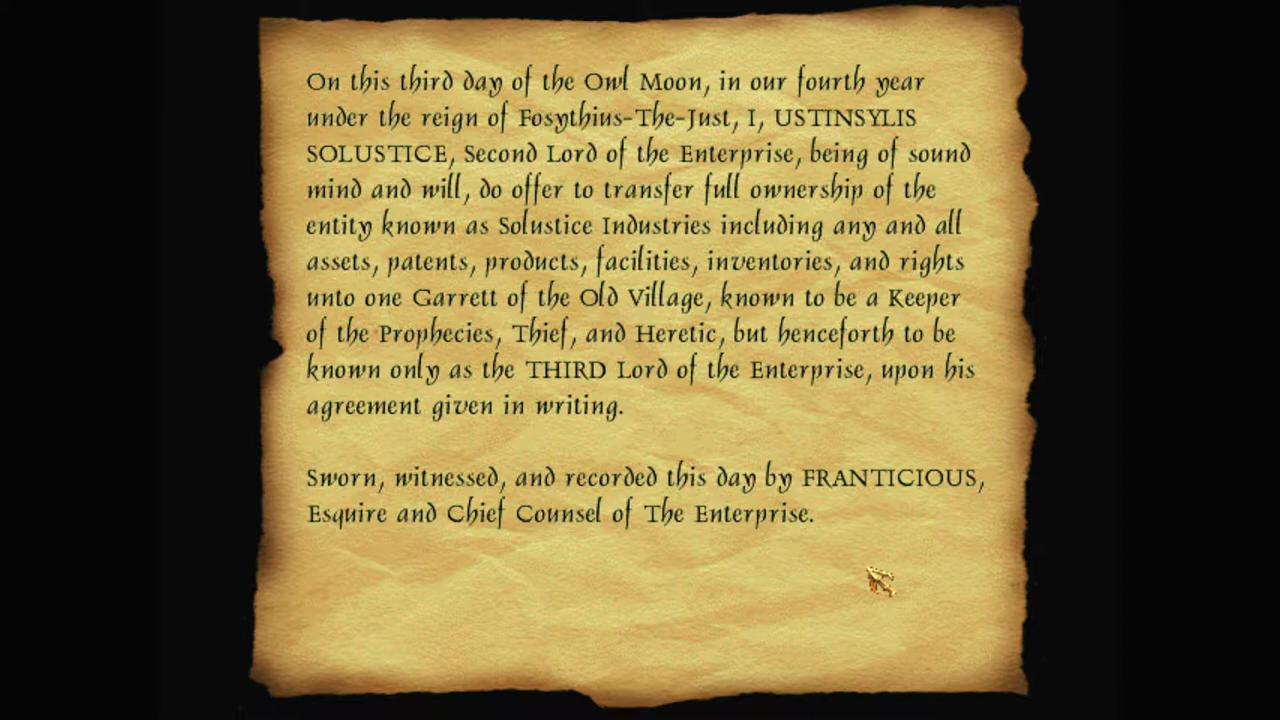 On this third day of the Owl Moon, in our fourth year
under the reign of Fosythius-The-Just, I, USTINSYLIS
SOLUSTICE, Second Lord of the Enterprise, being of sound
mind and will, do offer to transfer full ownership of the
entity known as Solustice Industries including any and all
assets, patents, products, facilities, inventories, and rights
unto one Garrett of the Old Village, known to be a Keeper
of the Prophecies, Thief, and Heretic, but henceforth to be
known only as the THIRD Lord of the Enterprise, upon his
agreement given in writing.
Sworn, witnessed, and recorded this day by FRANTICIOUS,
Esquire and Chief Counsel of The Enterprise.